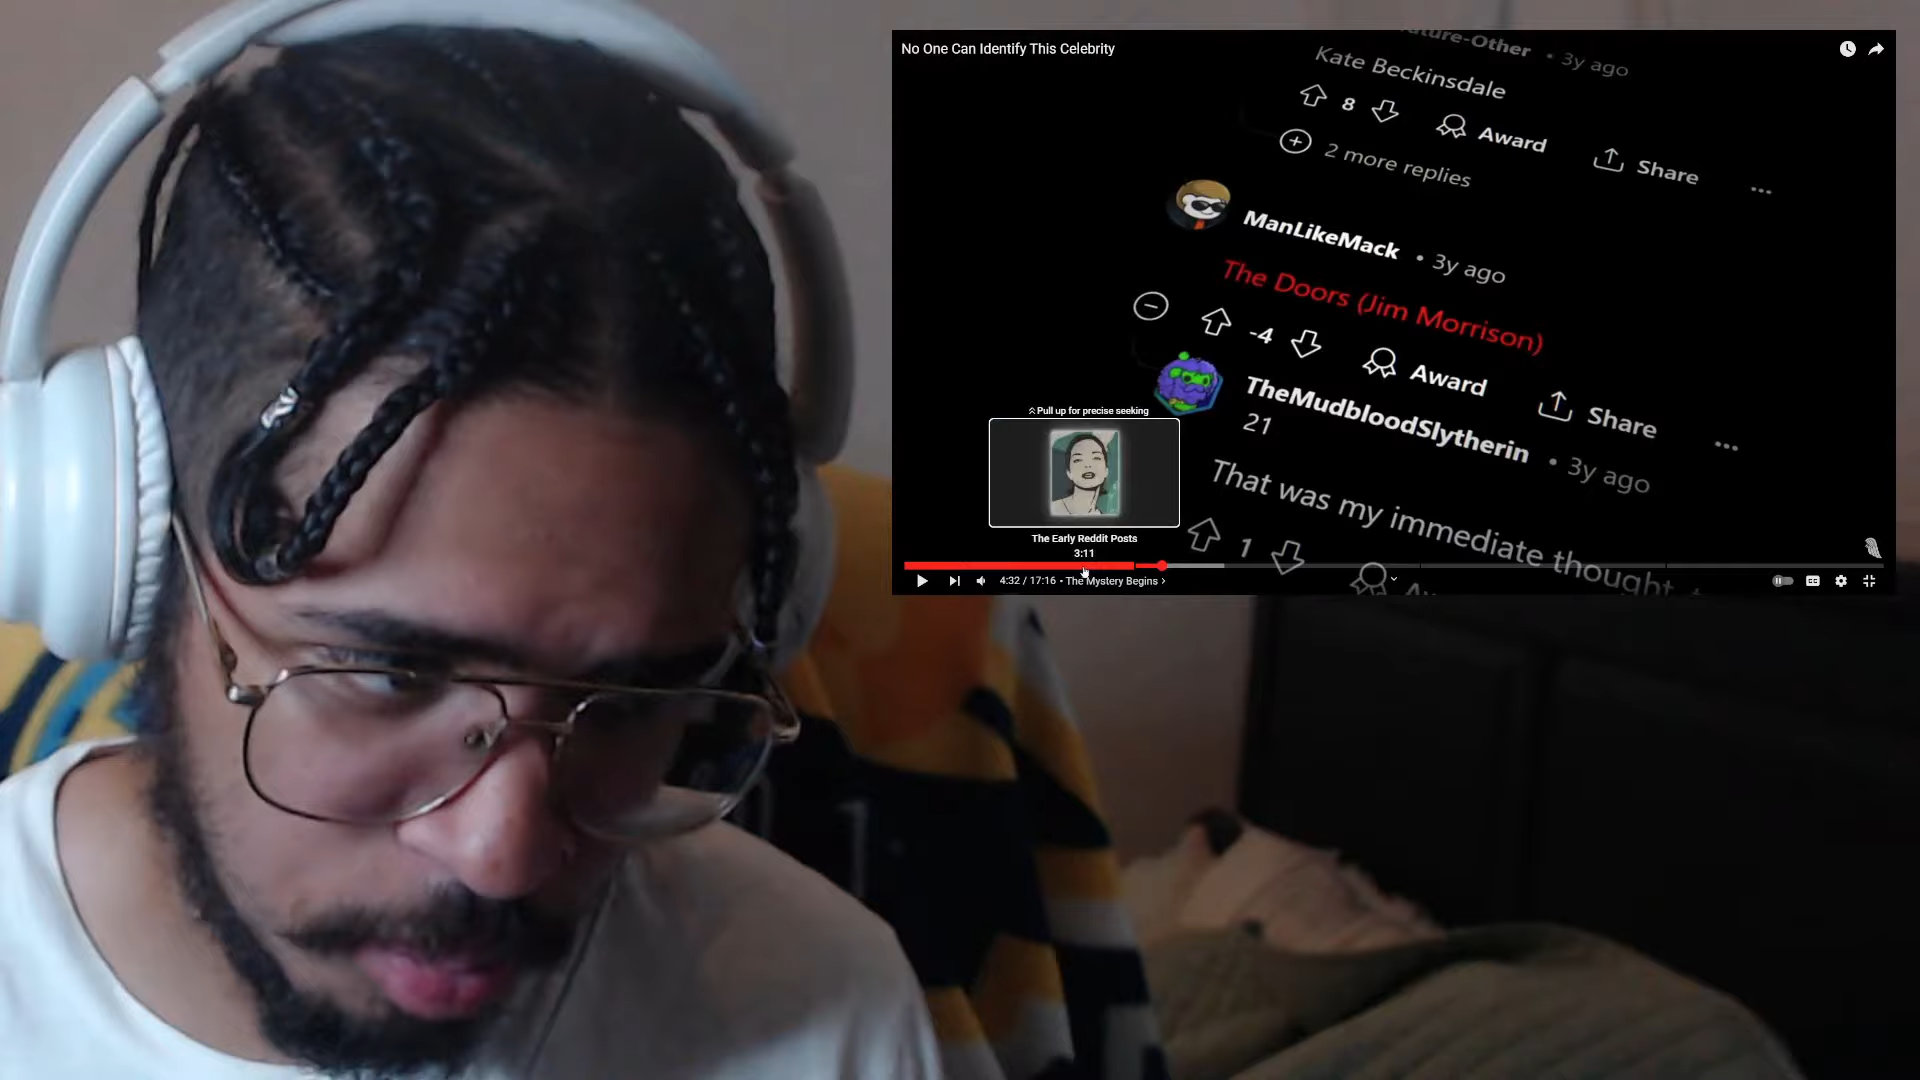 No One Can Identify This Celebrity
ture-Other • 3y ago
Kate Beckinsdale
8 Award Share ...
2 more replies
ManLikeMack • 3y ago
The Doors (Jim Morrison)
-4 Award Share ...
TheMudbloodSlytherin • 3y ago
21
That was my immediate thought
1
Pull up for precise seeking
The Early Reddit Posts
3:11
4:32 / 17:16 • The Mystery Begins